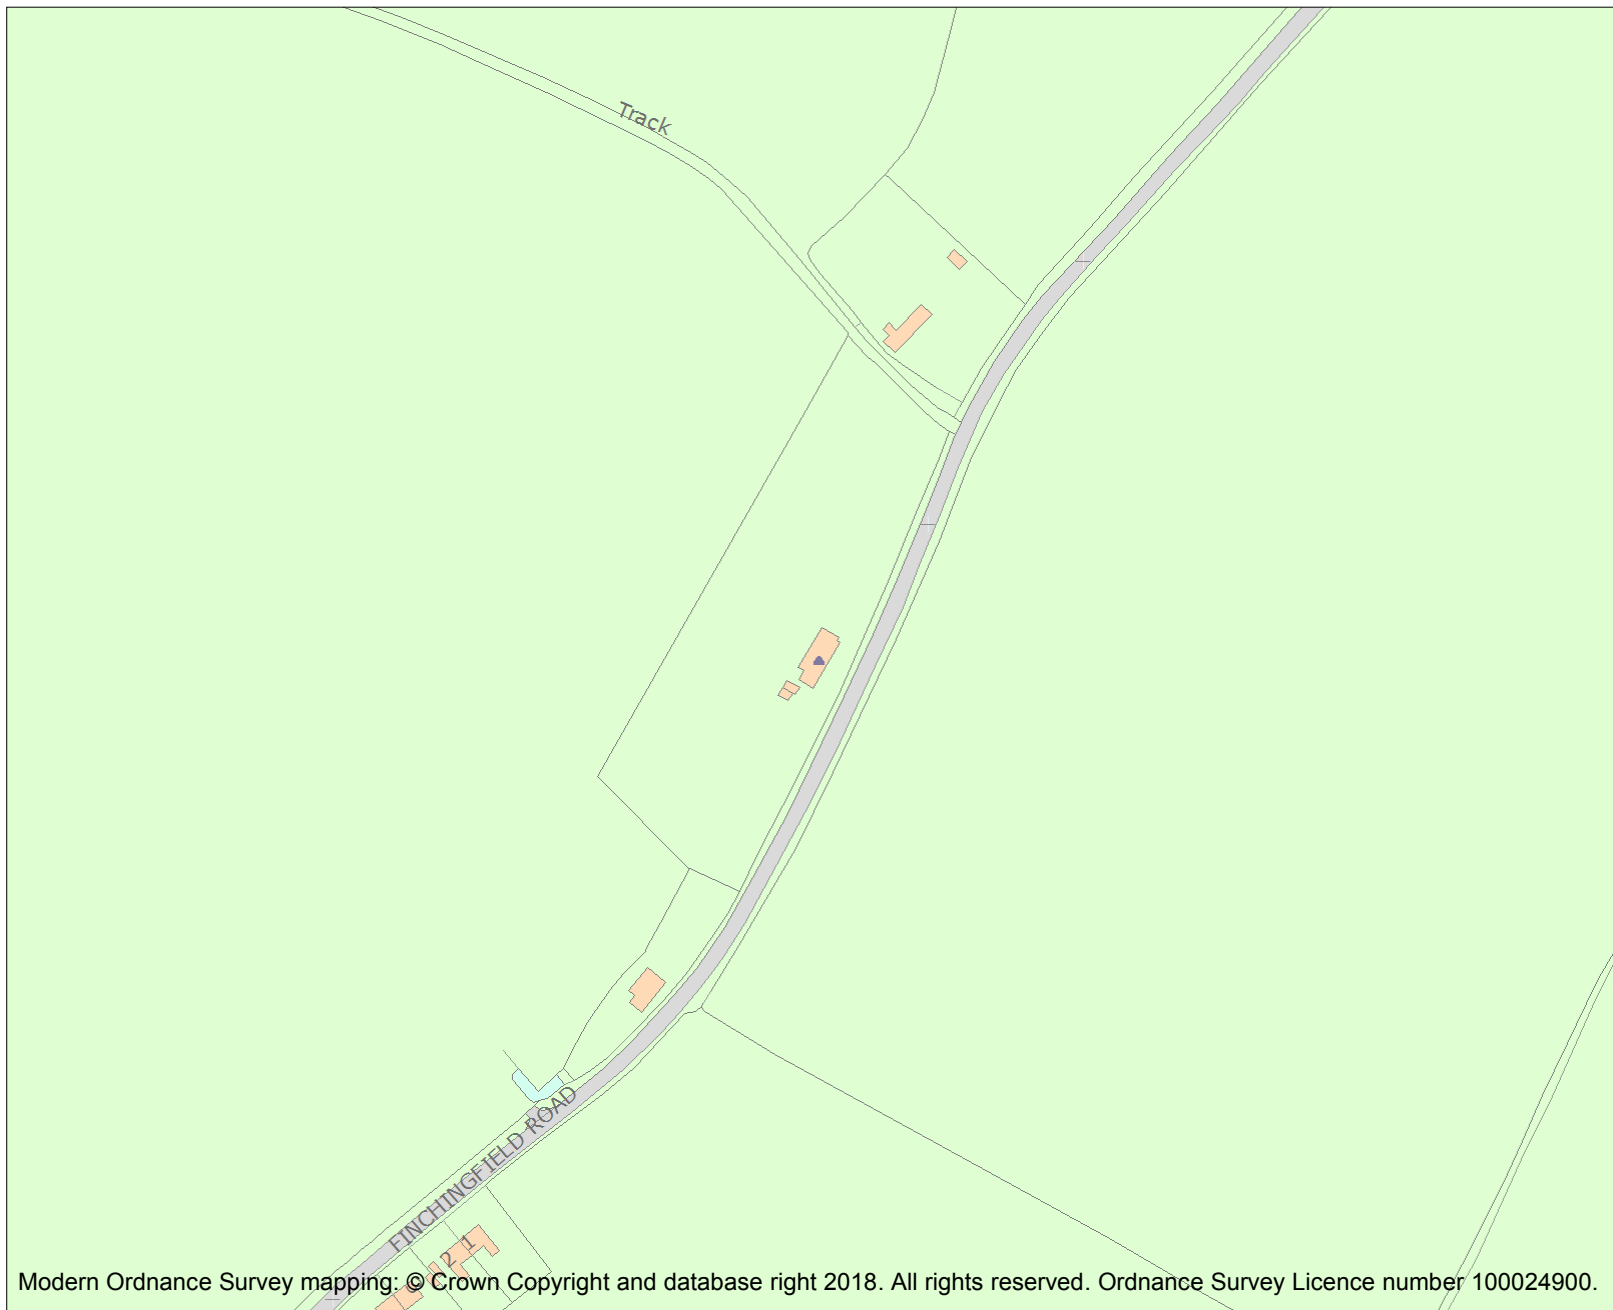 Track
FINCHINGFIELD ROAD
2 1
Modern Ordnance Survey mapping: © Crown Copyright and database right 2018. All rights reserved. Ordnance Survey Licence number 100024900.